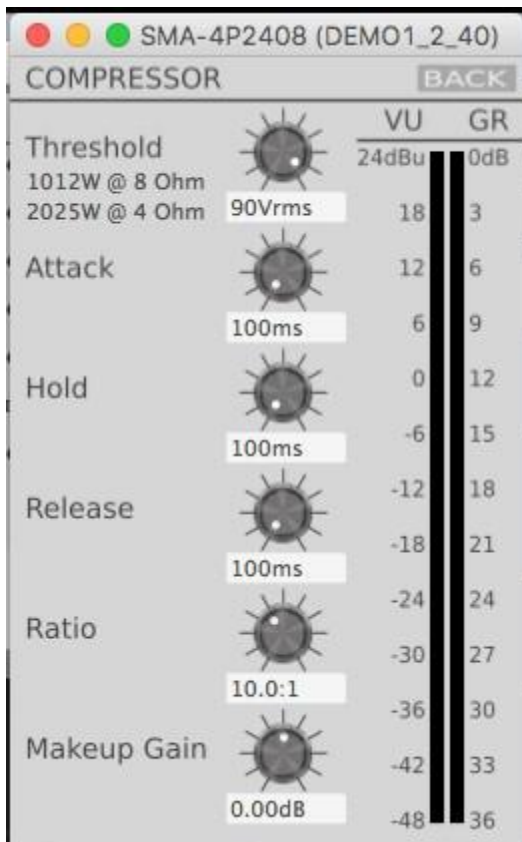 SMA-4P2408 (DEMO1_2_40)
COMPRESSOR BACK
VU GR
Threshold
1012W @ 8 Ohm
2025W @ 4 Ohm
90Vrms
Attack
100ms
Hold
100ms
Release
100ms
Ratio
10.0:1
Makeup Gain
0.00dB
24dBu 0dB
18 3
12 6
6 9
0 12
-6 15
-12 18
-18 21
-24 24
-30 27
-36 30
-42 33
-48 36